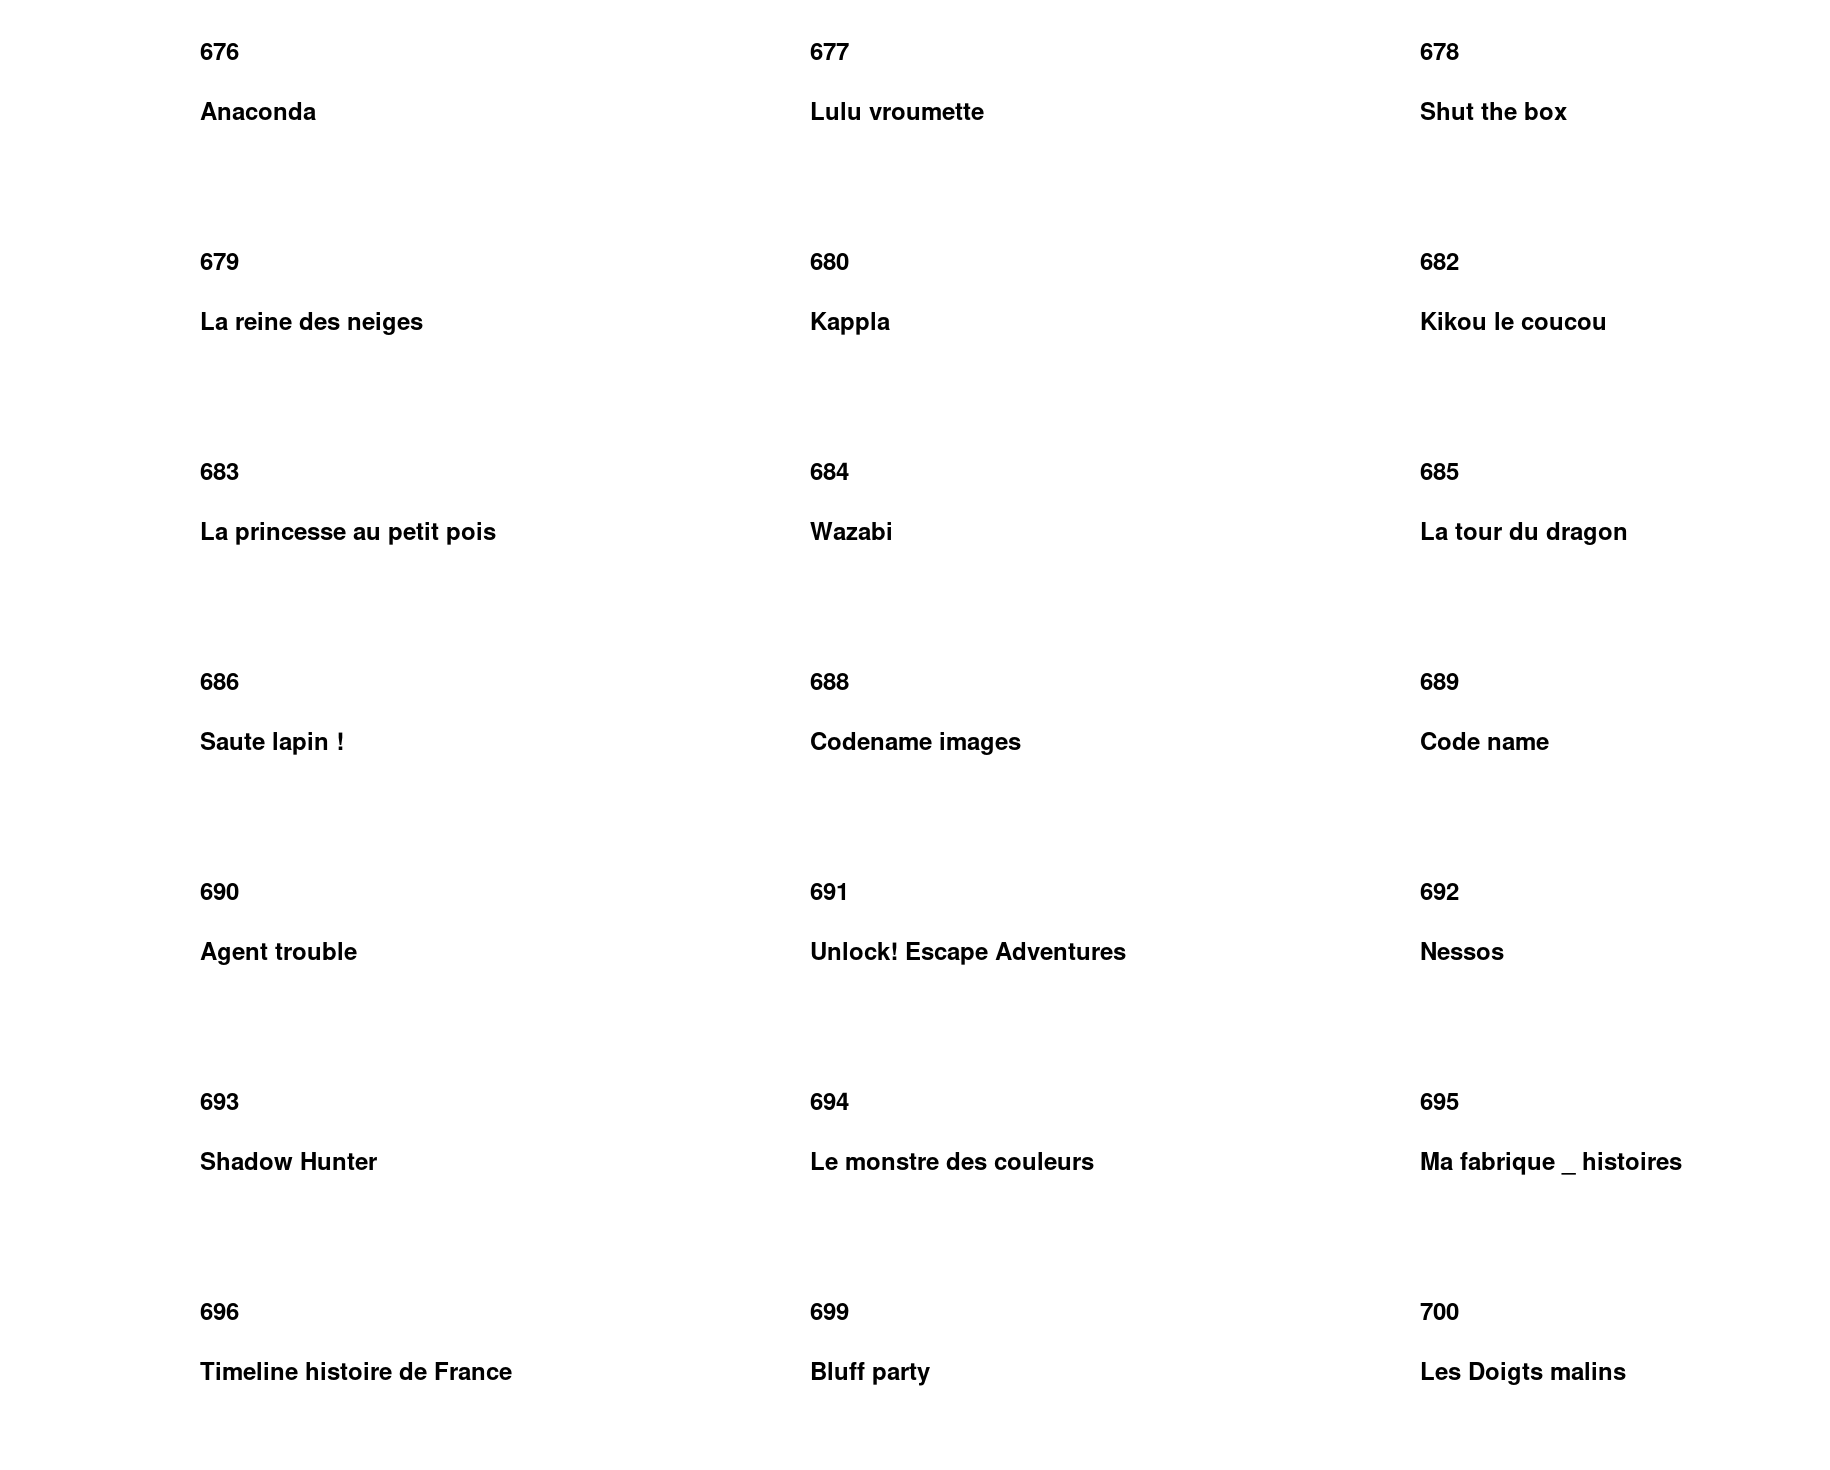 676
Anaconda
677
Lulu vroumette
678
Shut the box
679
La reine des neiges
680
Kappla
682
Kikou le coucou
683
La princesse au petit pois
684
Wazabi
685
La tour du dragon
686
Saute lapin !
688
Codename images
689
Code name
690
Agent trouble
691
Unlock! Escape Adventures
692
Nessos
693
Shadow Hunter
694
Le monstre des couleurs
695
Ma fabrique _ histoires
696
Timeline histoire de France
699
Bluff party
700
Les Doigts malins